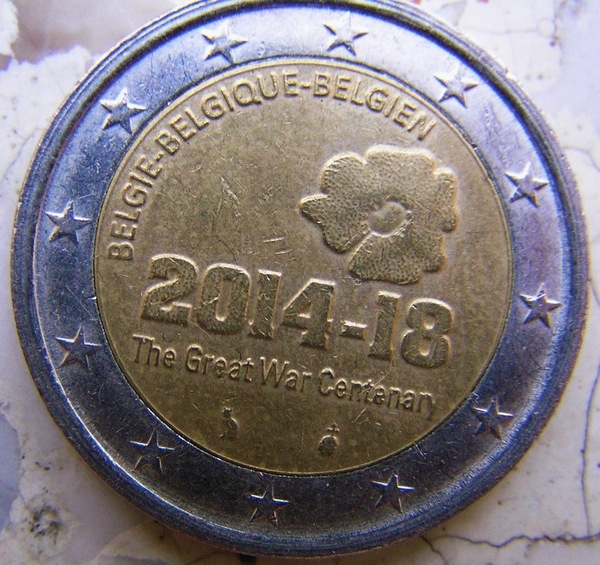 BELGIE-BELGIQUE-BELGIEN
2014-18
The Great War Centenary